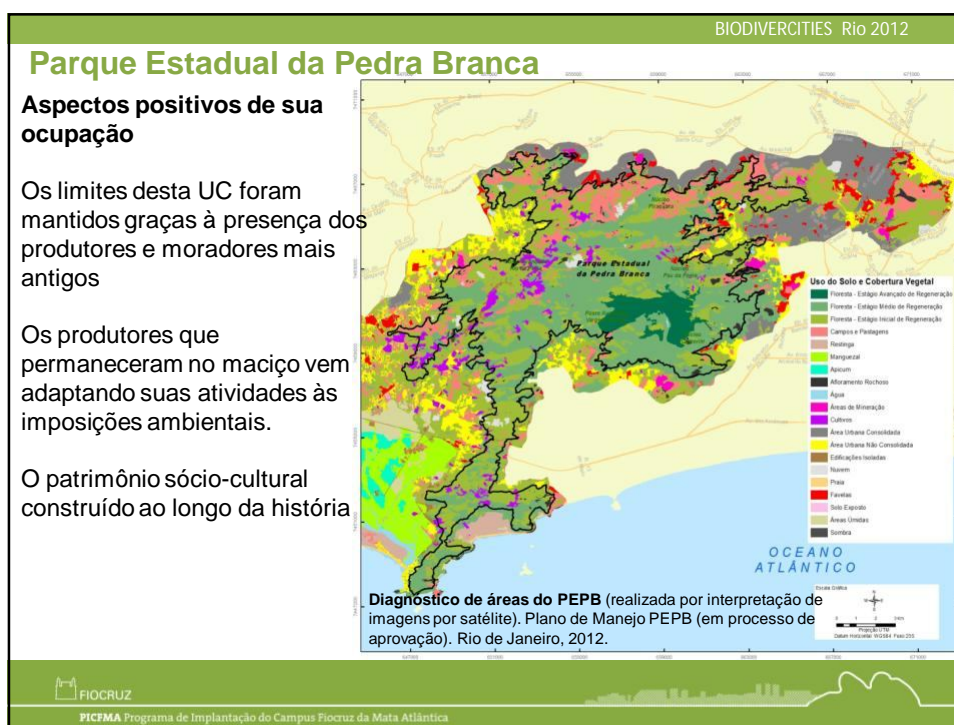 BIODIVERCITIES Rio 2012
Parque Estadual da Pedra Branca
Aspectos positivos de sua
ocupação
Os limites desta UC foram
mantidos graças à presença dos
produtores e moradores mais
antigos
Os produtores que
permaneceram no maciço vem
adaptando suas atividades às
imposições ambientais.
O patrimônio sócio-cultural
construído ao longo da história
Parque Estadual
da Pedra Branca
Uso do Solo e Cobertura Vegetal
Floresta - Estágio Avançado de Regeneração
Floresta - Estágio Médio de Regeneração
Floresta - Estágio Inicial de Regeneração
Campos e Pastagens
Restinga
Manguezal
Apicum
Afloramento Rochoso
Água
Áreas de Mineração
Cultivos
Área Urbana Consolidada
Área Urbana Não Consolidada
Edificações Isoladas
Nuvem
Praia
Favelas
Solo Exposto
Áreas Úmidas
Sombra
OCEANO
ATLÂNTICO
Escala Gráfica
Projeção UTM
Datum Horizontal WGS84
Diagnóstico de áreas do PEPB (realizada por interpretação de
imagens por satélite). Plano de Manejo PEPB (em processo de
aprovação). Rio de Janeiro, 2012.
FIOCRUZ
PICFMA Programa de Implantação do Campus Fiocruz da Mata Atlântica